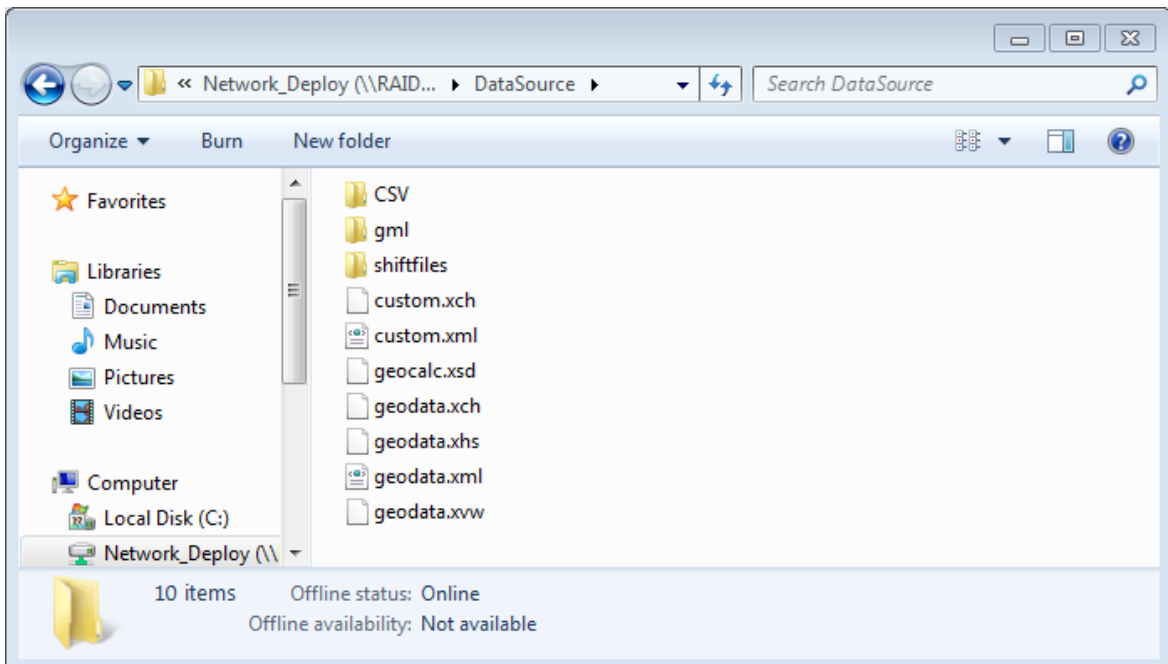 « Network_Deploy (\\RAID... DataSource
Search DataSource
Organize Burn New folder
Favorites
Libraries
Documents
Music
Pictures
Videos
Computer
Local Disk (C:)
Network_Deploy (\\
CSV
gml
shiftfiles
custom.xch
custom.xml
geocalc.xsd
geodata.xch
geodata.xhs
geodata.xml
geodata.xvw
10 items Offline status: Online
Offline availability: Not available